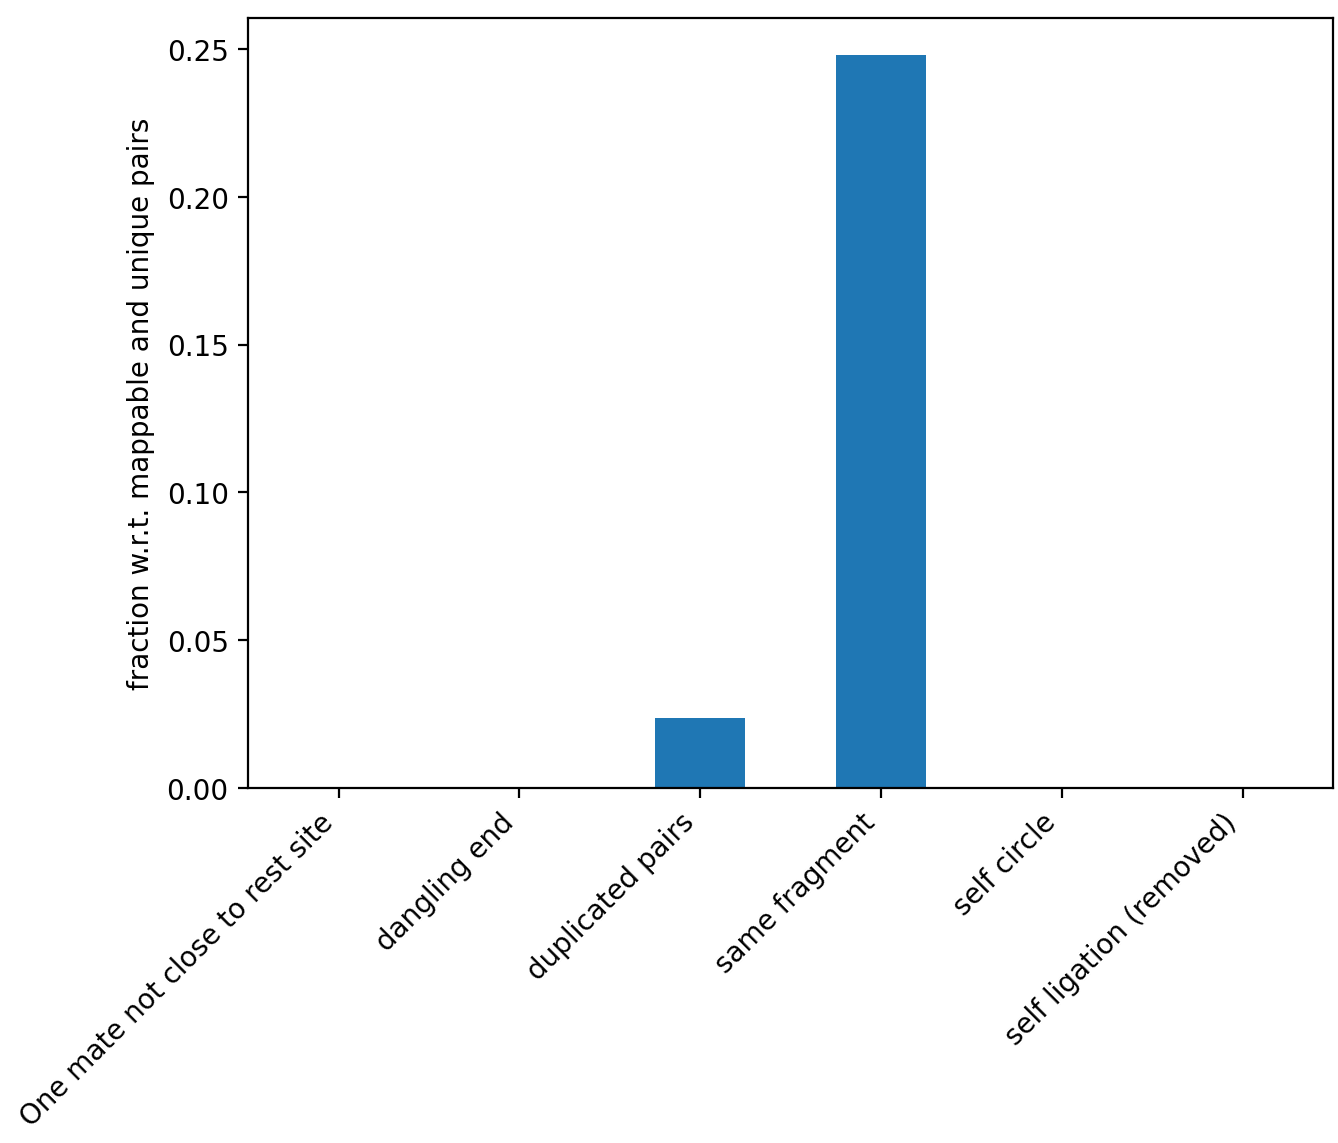 fraction w.r.t. mappable and unique pairs
0.25
0.20
0.15
0.10
0.05
0.00
One mate not close to rest site
dangling end
duplicated pairs
same fragment
self circle
self ligation (removed)